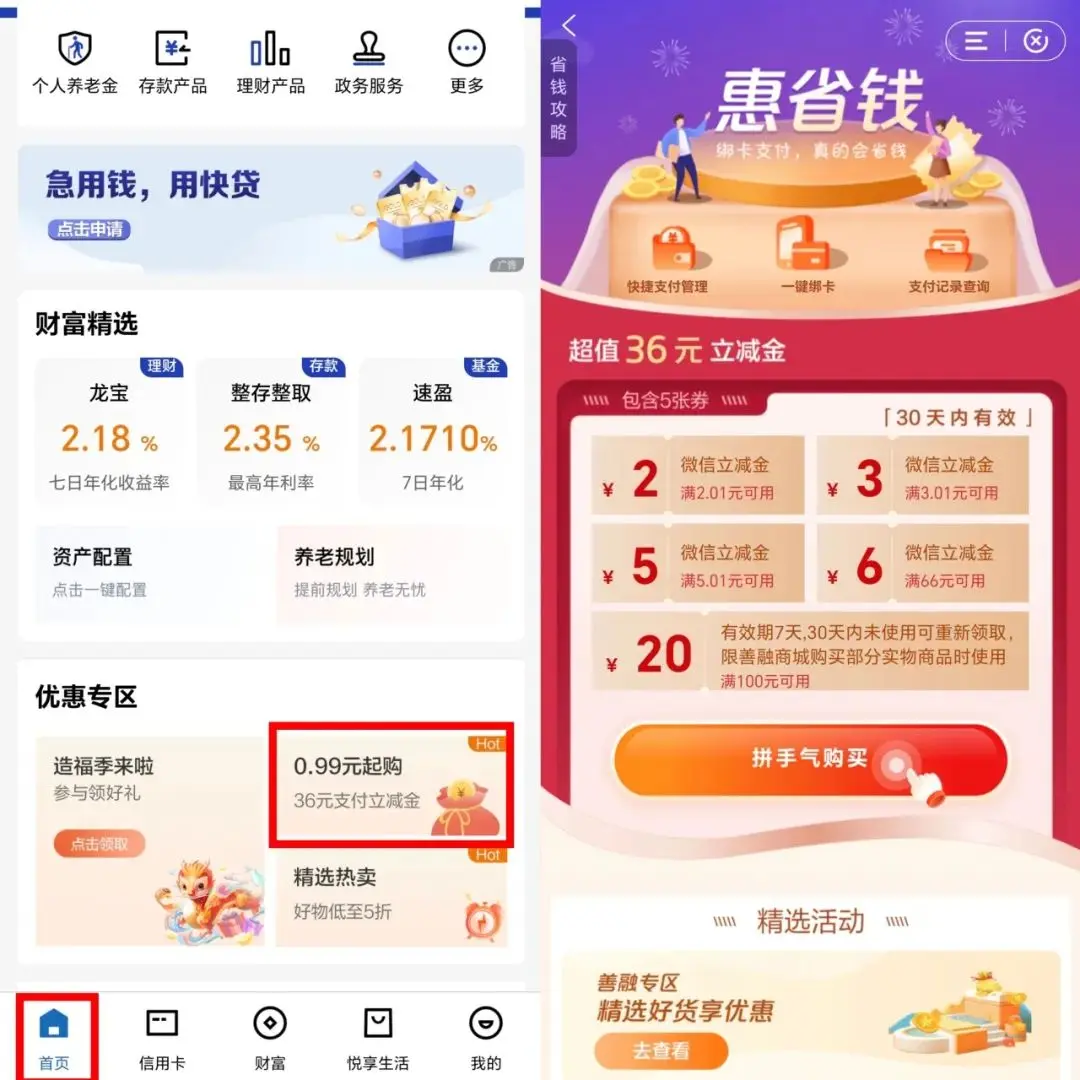 个人养老金
存款产品
理财产品
政务服务
更多
急用钱，用快贷
点击申请
广告
财富精选
理财
龙宝
2.18 %
七日年化收益率
存款
整存整取
2.35 %
最高年利率
基金
速盈
2.1710%
7日年化
资产配置
点击一键配置
养老规划
提前规划 养老无忧
优惠专区
造福季来啦
参与领好礼
点击领取
Hot
0.99元起购
36元支付立减金
Hot
精选热卖
好物低至5折
首页
信用卡
财富
悦享生活
我的
省钱攻略
惠省钱
绑卡支付，真的会省钱
快捷支付管理
一键绑卡
支付记录查询
超值36元立减金
包含5张券
「30天内有效」
¥ 2
微信立减金
满2.01元可用
¥ 3
微信立减金
满3.01元可用
¥ 5
微信立减金
满5.01元可用
¥ 6
微信立减金
满66元可用
¥ 20
有效期7天,30天内未使用可重新领取，
限善融商城购买部分实物商品时使用
满100元可用
拼手气购买
精选活动
善融专区
精选好货享优惠
去查看